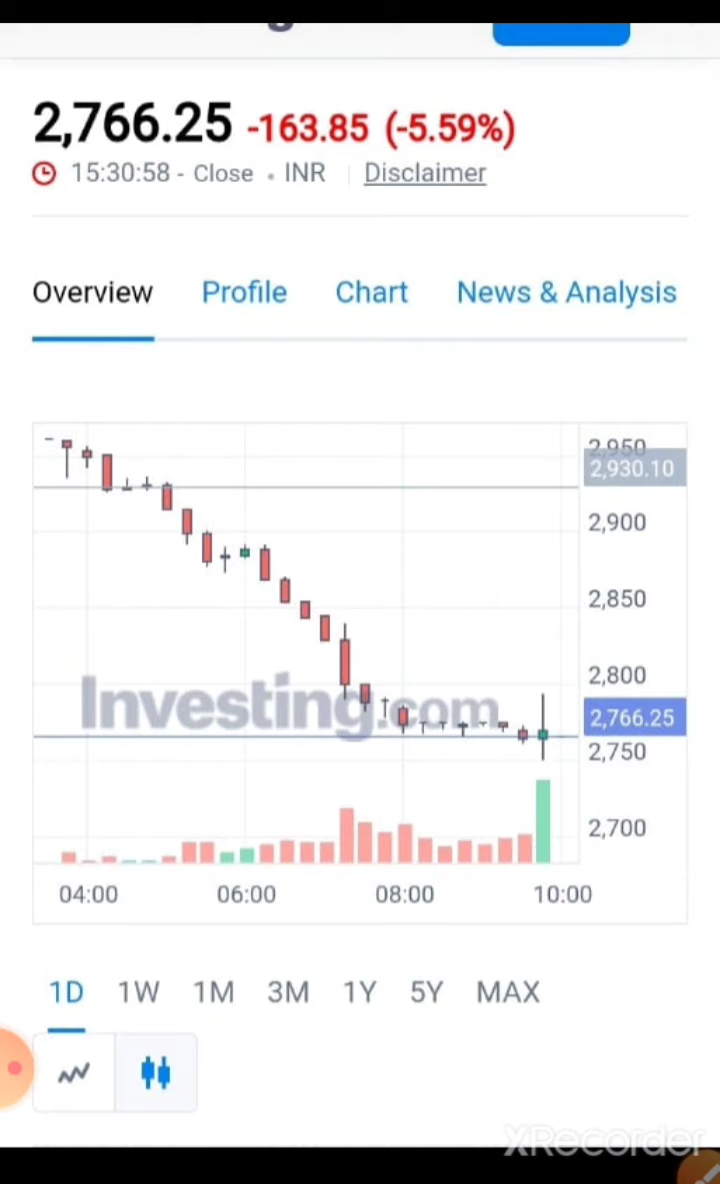 2,766.25 -163.85 (-5.59%)
15:30:58 - Close • INR | Disclaimer
Overview Profile Chart News & Analysis
2,950
2,930.10
2,900
2,850
2,800
Investing.com
2,766.25
2,750
2,700
04:00 06:00 08:00 10:00
1D 1W 1M 3M 1Y 5Y MAX
XRecorder